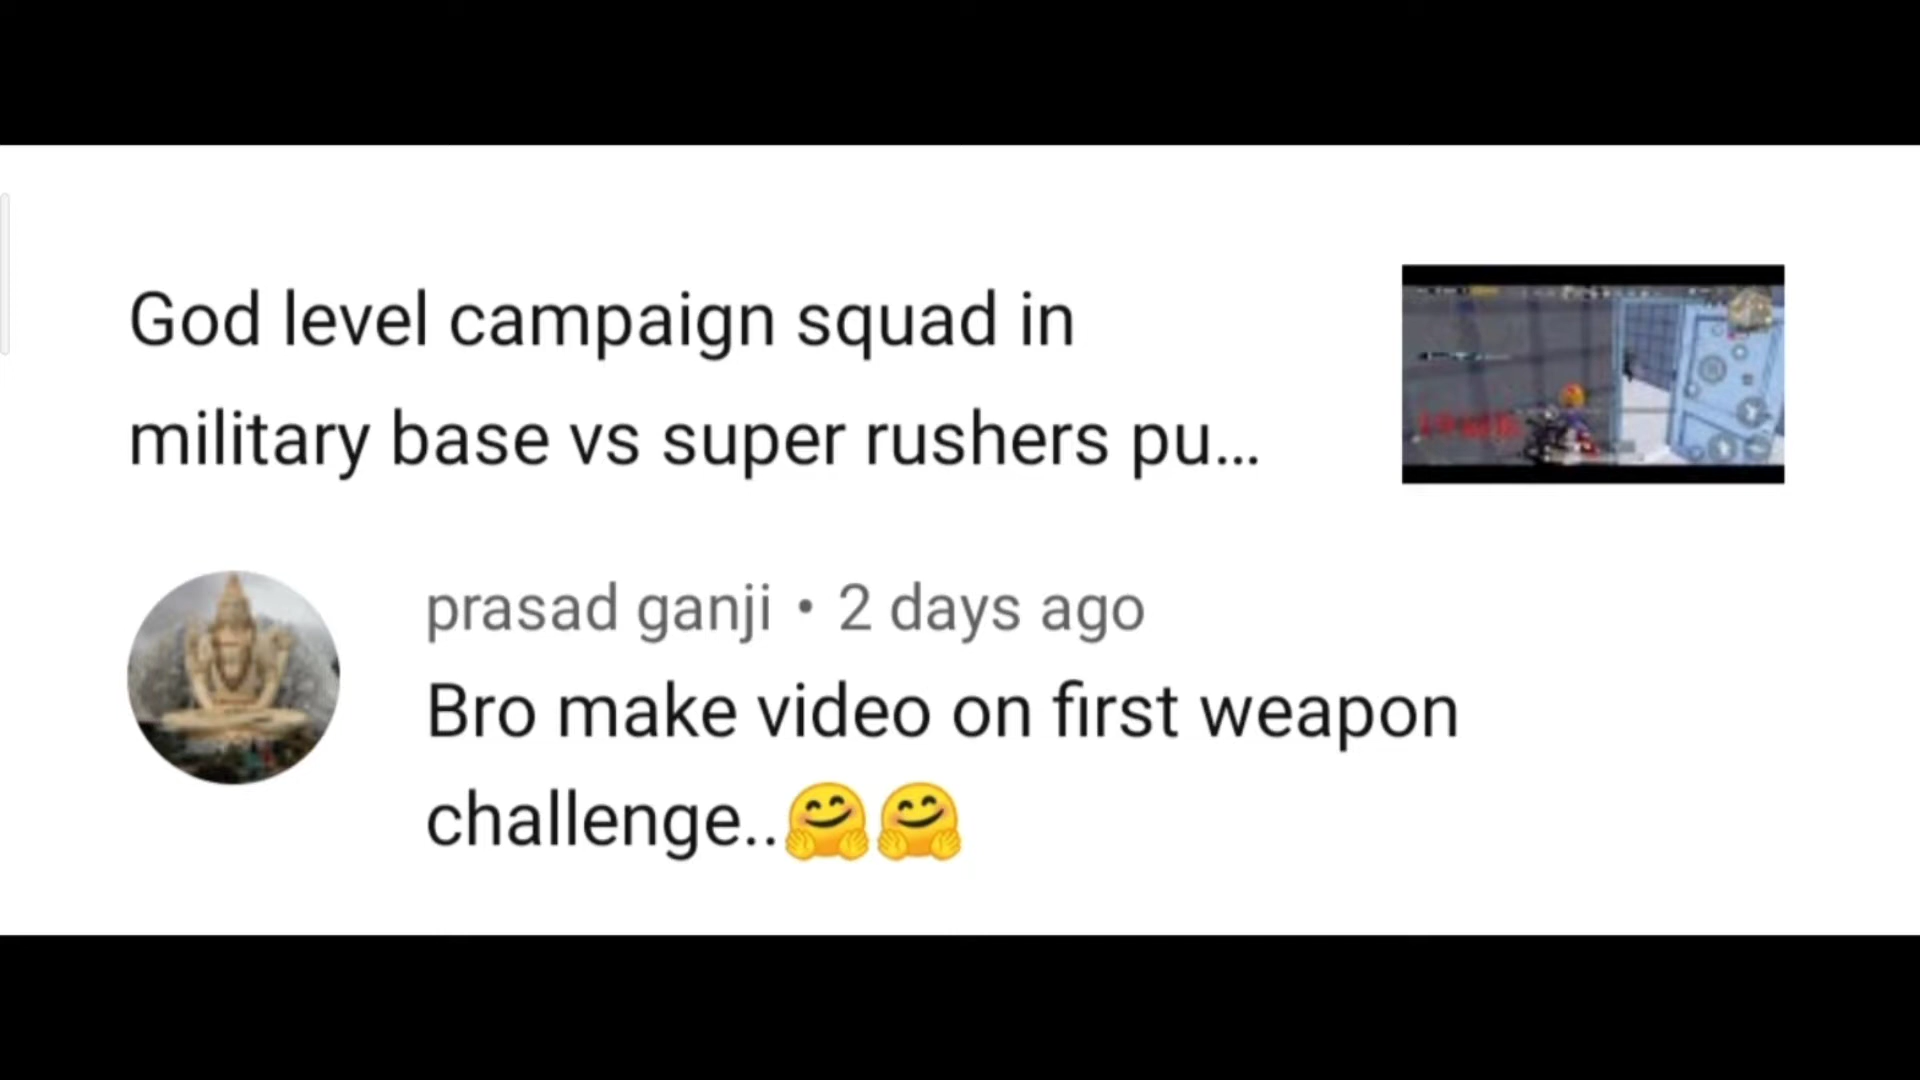 God level campaign squad in
military base vs super rushers pu...
prasad ganji • 2 days ago
Bro make video on first weapon
challenge..🤗🤗